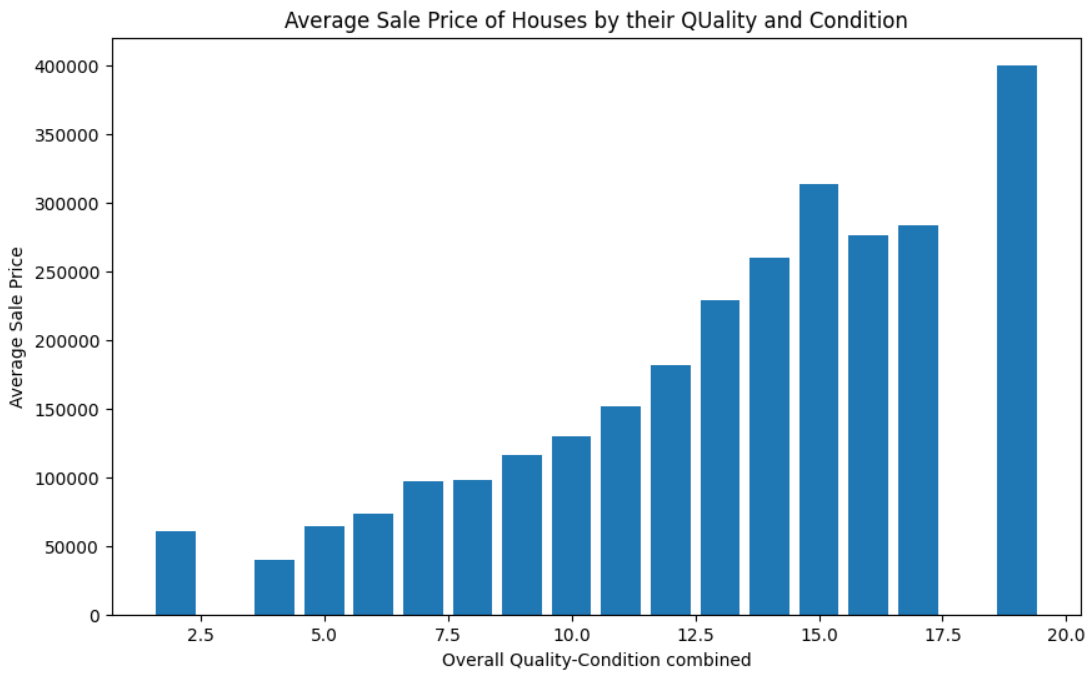 Average Sale Price of Houses by their QUality and Condition
400000
350000
300000
250000
200000
150000
100000
50000
0
Average Sale Price
2.5 5.0 7.5 10.0 12.5 15.0 17.5 20.0
Overall Quality-Condition combined